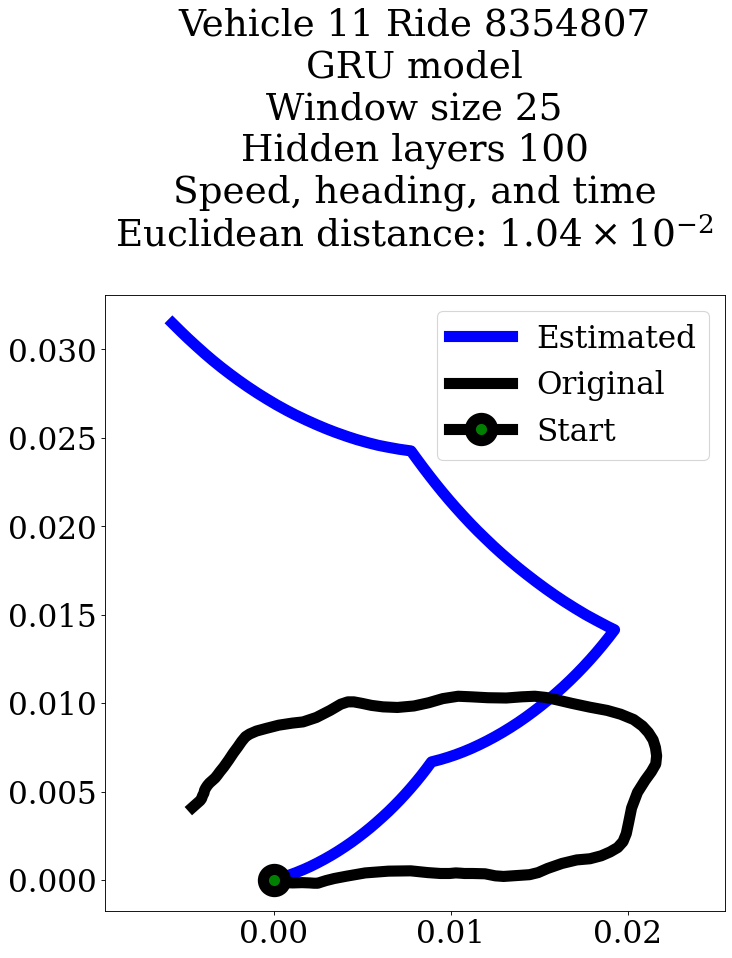 Vehicle 11 Ride 8354807
GRU model
Window size 25
Hidden layers 100
Speed, heading, and time
Euclidean distance: 1.04 × 10⁻²
Estimated
Original
Start
0.030
0.025
0.020
0.015
0.010
0.005
0.000
0.00 0.01 0.02